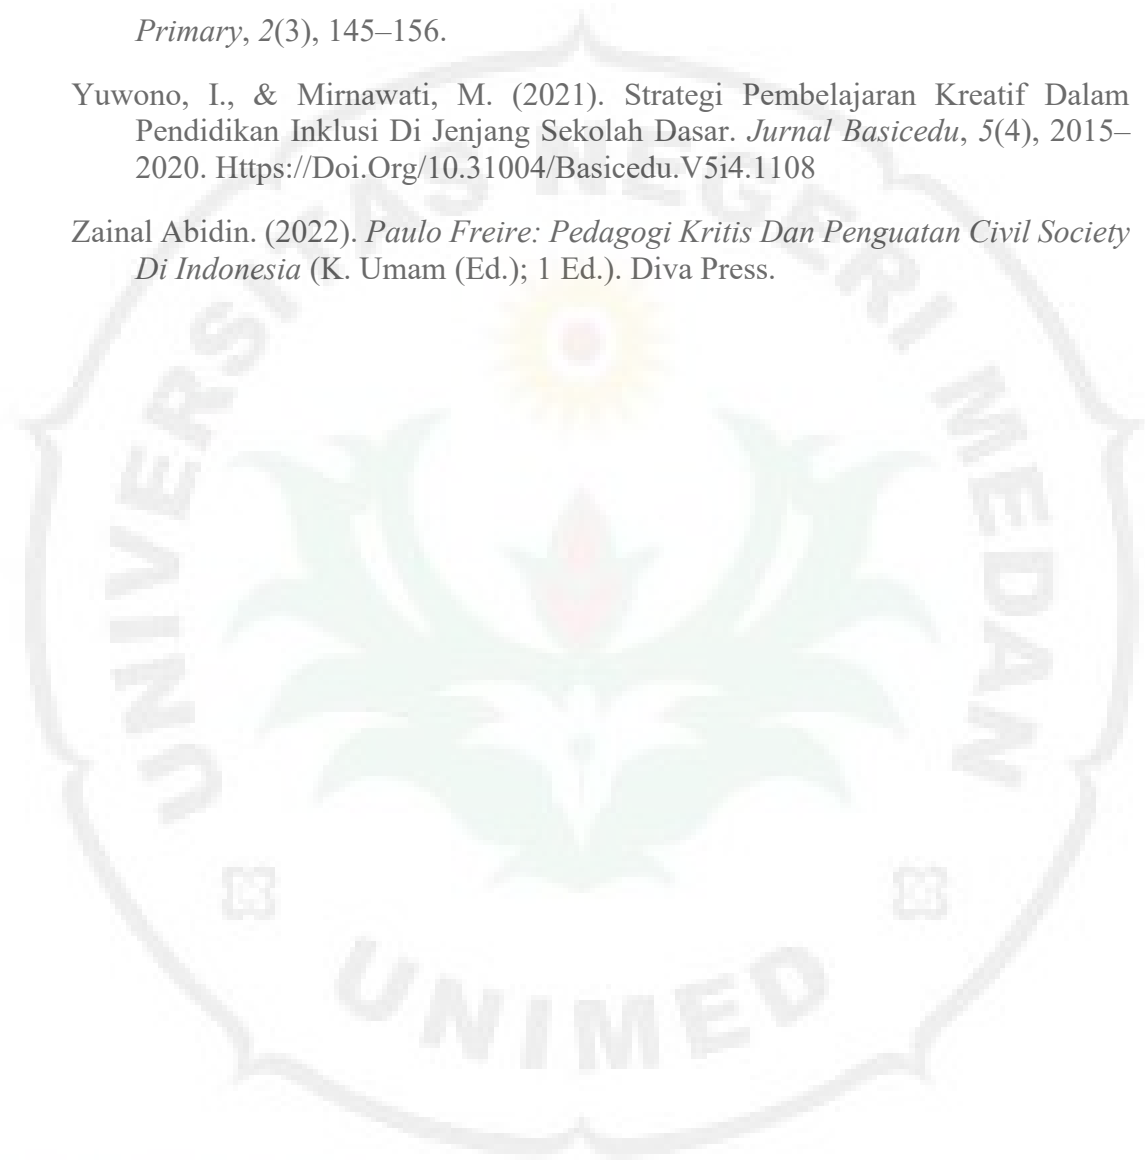 Primary, 2(3), 145–156.
Yuwono, I., & Mirnawati, M. (2021). Strategi Pembelajaran Kreatif Dalam
Pendidikan Inklusi Di Jenjang Sekolah Dasar. Jurnal Basicedu, 5(4), 2015–
2020. Https://Doi.Org/10.31004/Basicedu.V5i4.1108
Zainal Abidin. (2022). Paulo Freire: Pedagogi Kritis Dan Penguatan Civil Society
Di Indonesia (K. Umam (Ed.); 1 Ed.). Diva Press.
UNIVERSITAS NEGERI MEDAN
UNIMED